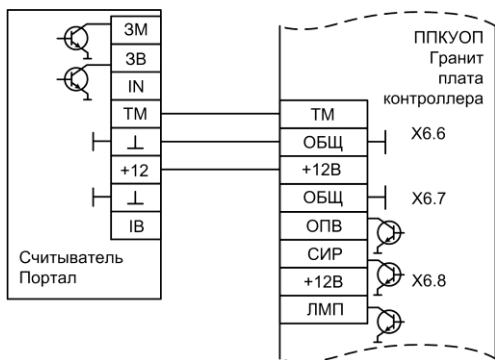 ЗМ
ЗВ
IN
ТМ
⊥
+12
⊥
IB
Считыватель
Портал
ППКУОП
Гранит
плата
контроллера
ТМ
ОБЩ
+12В
ОБЩ
ОПВ
СИР
+12В
ЛМП
X6.6
X6.7
X6.8